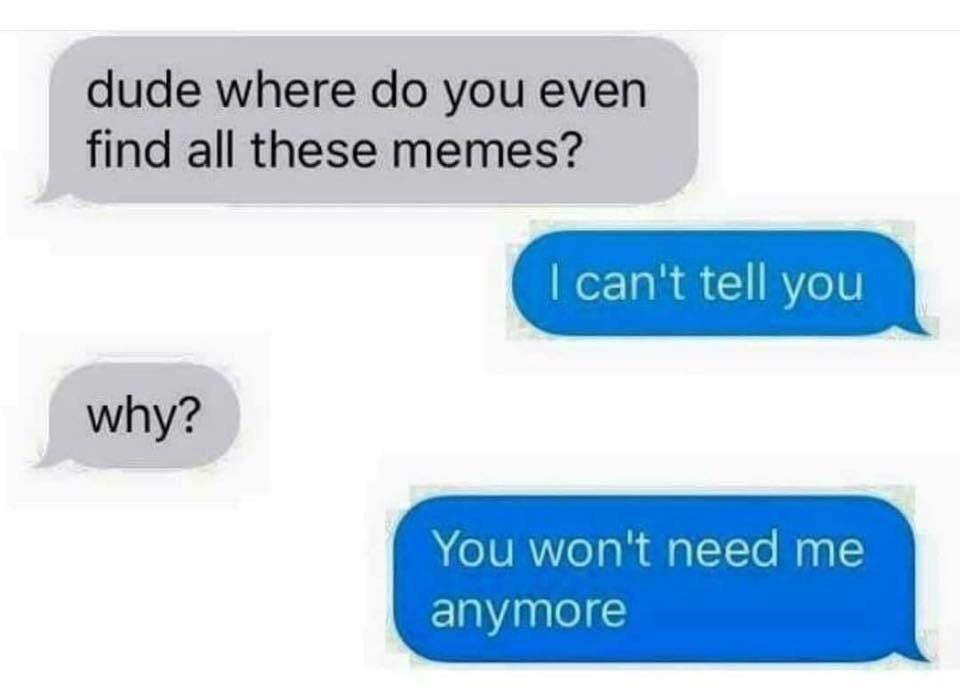 dude where do you even
find all these memes?
I can't tell you
why?
You won't need me
anymore